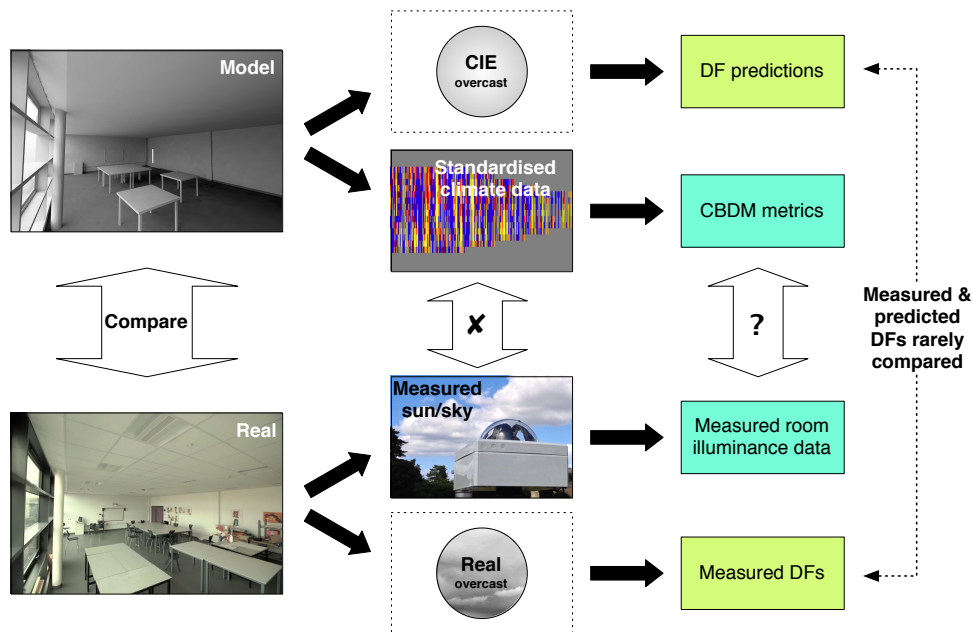 Model
CIE
overcast
DF predictions
Standardised
climate data
CBDM metrics
Compare
✘
?
Measured &
predicted
DFs rarely
compared
Real
Measured
sun/sky
Measured room
illuminance data
Real
overcast
Measured DFs